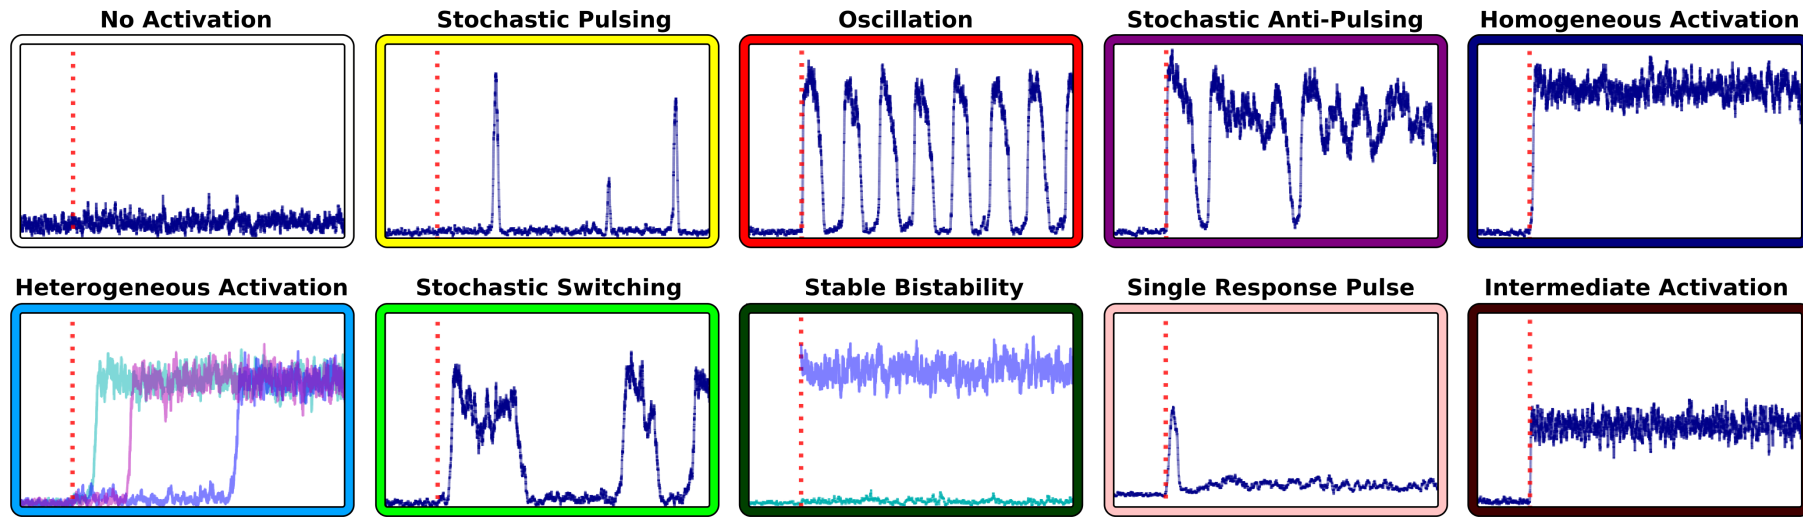 No Activation
Stochastic Pulsing
Oscillation
Stochastic Anti-Pulsing
Homogeneous Activation
Heterogeneous Activation
Stochastic Switching
Stable Bistability
Single Response Pulse
Intermediate Activation